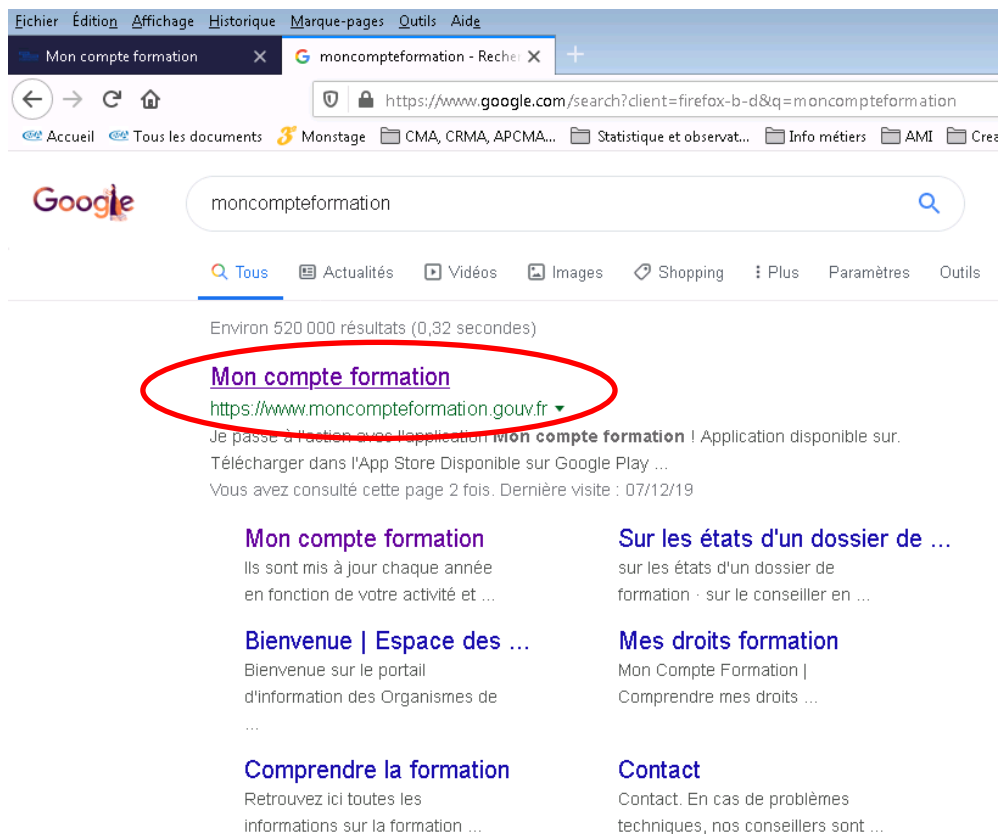 Fichier Édition Affichage Historique Marque-pages Outils Aide
Mon compte formation
moncompteformation - Recher
https://www.google.com/search?client=firefox-b-d&q=moncompteformation
Accueil Tous les documents Monstage CMA, CRMA, APCMA... Statistique et observat... Info métiers AMI Crea
Google moncompteformation
Tous Actualités Vidéos Images Shopping Plus Paramètres Outils
Environ 520 000 résultats (0,32 secondes)
Mon compte formation
https://www.moncompteformation.gouv.fr
Je passe à l'action avec l'application Mon compte formation ! Application disponible sur.
Télécharger dans l'App Store Disponible sur Google Play ...
Vous avez consulté cette page 2 fois. Dernière visite : 07/12/19
Mon compte formation
Ils sont mis à jour chaque année
en fonction de votre activité et ...
Sur les états d'un dossier de ...
sur les états d'un dossier de
formation · sur le conseiller en ...
Bienvenue | Espace des ...
Bienvenue sur le portail
d'information des Organismes de
...
Mes droits formation
Mon Compte Formation |
Comprendre mes droits ...
Comprendre la formation
Retrouvez ici toutes les
informations sur la formation ...
Contact
Contact. En cas de problèmes
techniques, nos conseillers sont ...